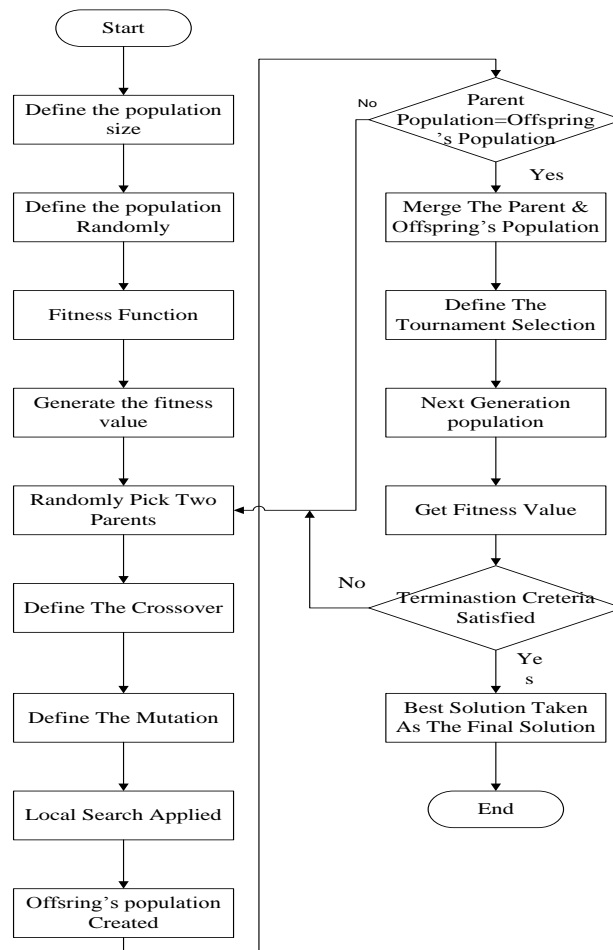 Start
Define the population
size
Define the population
Randomly
Fitness Function
Generate the fitness
value
Randomly Pick Two
Parents
Define The Crossover
Define The Mutation
Local Search Applied
Offsring's population
Created
No
Parent
Population=Offspring
's Population
Yes
Merge The Parent &
Offspring's Population
Define The
Tournament Selection
Next Generation
population
Get Fitness Value
No
Terminastion Creteria
Satisfied
Ye
s
Best Solution Taken
As The Final Solution
End